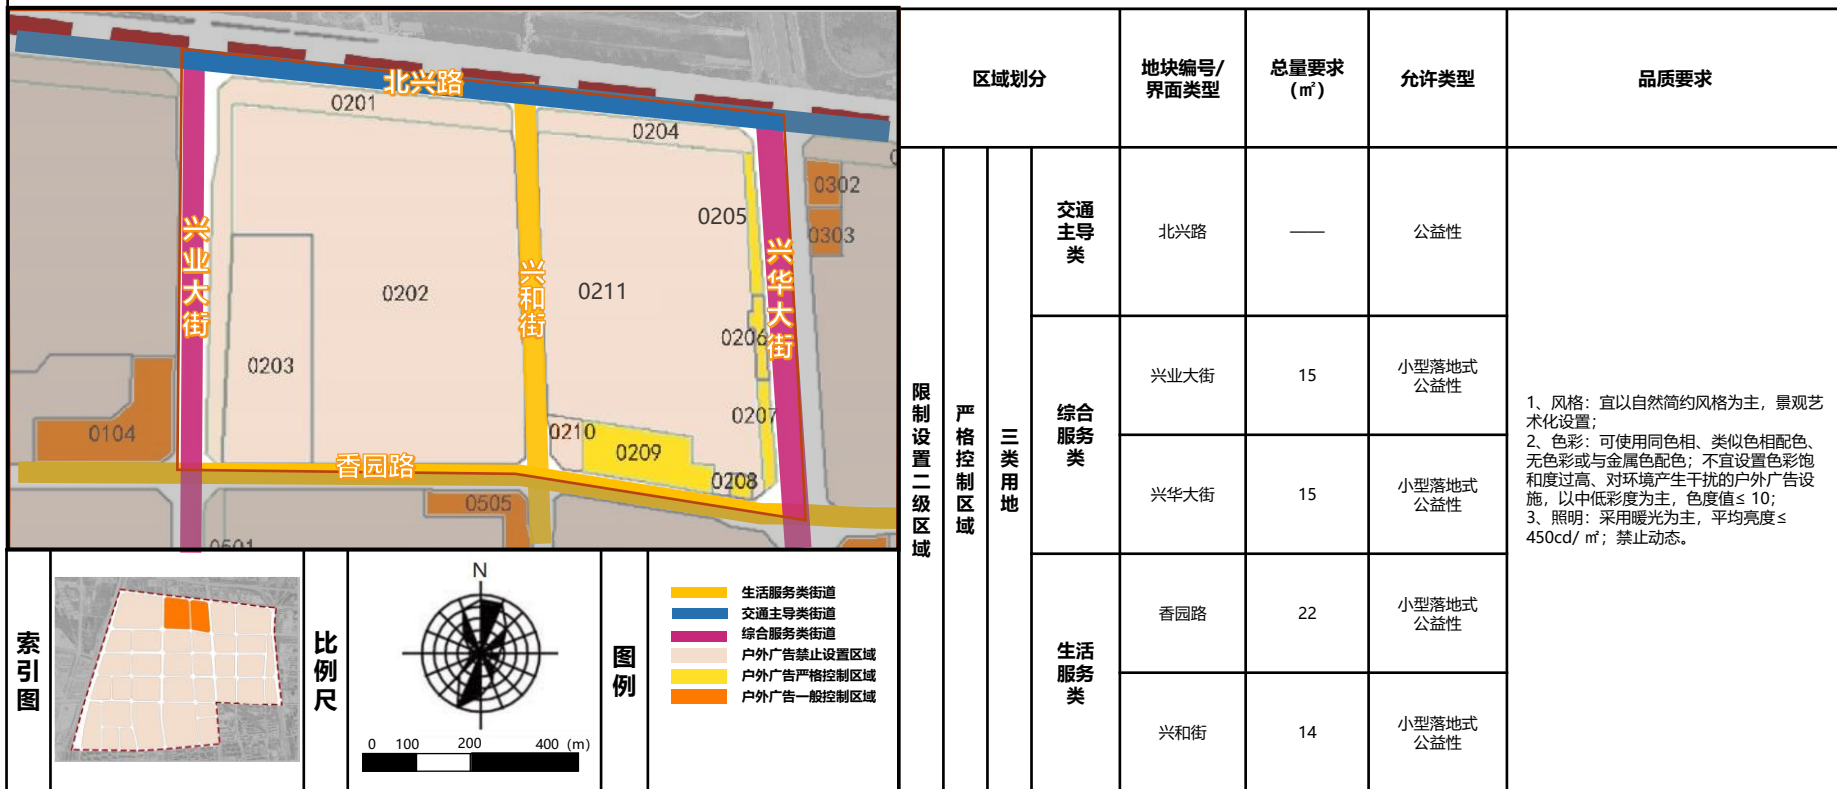 北兴路
0201
0204
0302
0205
0303
兴业大街
兴和街
兴华大街
0202
0211
0206
0203
0207
0104
0210
0209
香园路
0208
0505
0501
索引图
比例尺
N
0 100 200 400 (m)
图例
生活服务类街道
交通主导类街道
综合服务类街道
户外广告禁止设置区域
户外广告严格控制区域
户外广告一般控制区域
区域划分
地块编号/
界面类型
总量要求
(㎡)
允许类型
品质要求
限制设置二级区域
严格控制区域
三类用地
交通
主导
类
北兴路
——
公益性
综合
服务
类
兴业大街
15
小型落地式
公益性
兴华大街
15
小型落地式
公益性
生活
服务
类
香园路
22
小型落地式
公益性
兴和街
14
小型落地式
公益性
1、风格：宜以自然简约风格为主，景观艺
术化设置；
2、色彩：可使用同色相、类似色相配色、
无色彩或与金属色配色；不宜设置色彩饱
和度过高、对环境产生干扰的户外广告设
施，以中低彩度为主，色度值≤ 10；
3、照明：采用暖光为主，平均亮度≤
450cd/ ㎡；禁止动态。